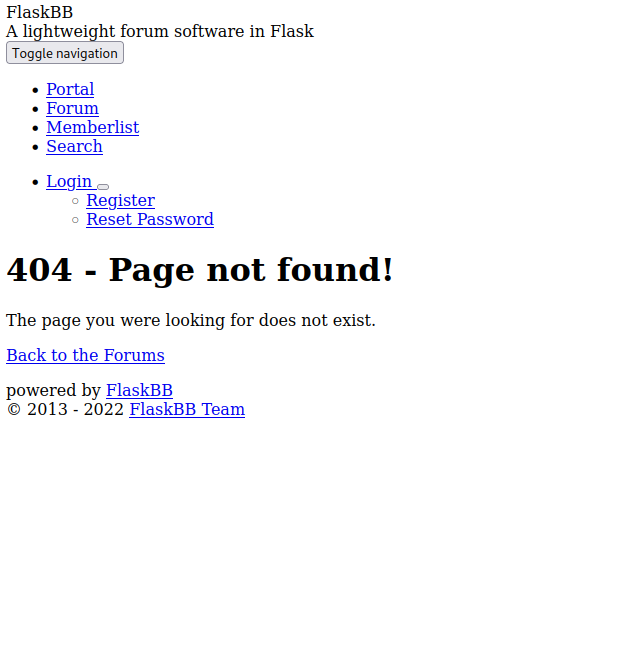 FlaskBB
A lightweight forum software in Flask
Toggle navigation
Portal
Forum
Memberlist
Search
Login
Register
Reset Password
404 - Page not found!
The page you were looking for does not exist.
Back to the Forums
powered by FlaskBB
© 2013 - 2022 FlaskBB Team